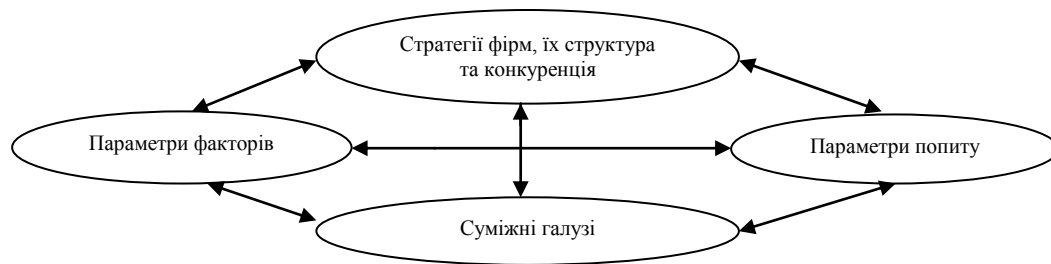 Стратегії фірм, їх структура
та конкуренція
Параметри факторів
Параметри попиту
Суміжні галузі